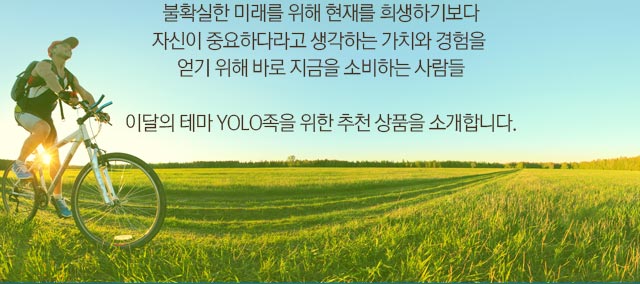 불확실한 미래를 위해 현재를 희생하기보다
자신이 중요하다라고 생각하는 가치와 경험을
얻기 위해 바로 지금을 소비하는 사람들
이달의 테마 YOLO족을 위한 추천 상품을 소개합니다.